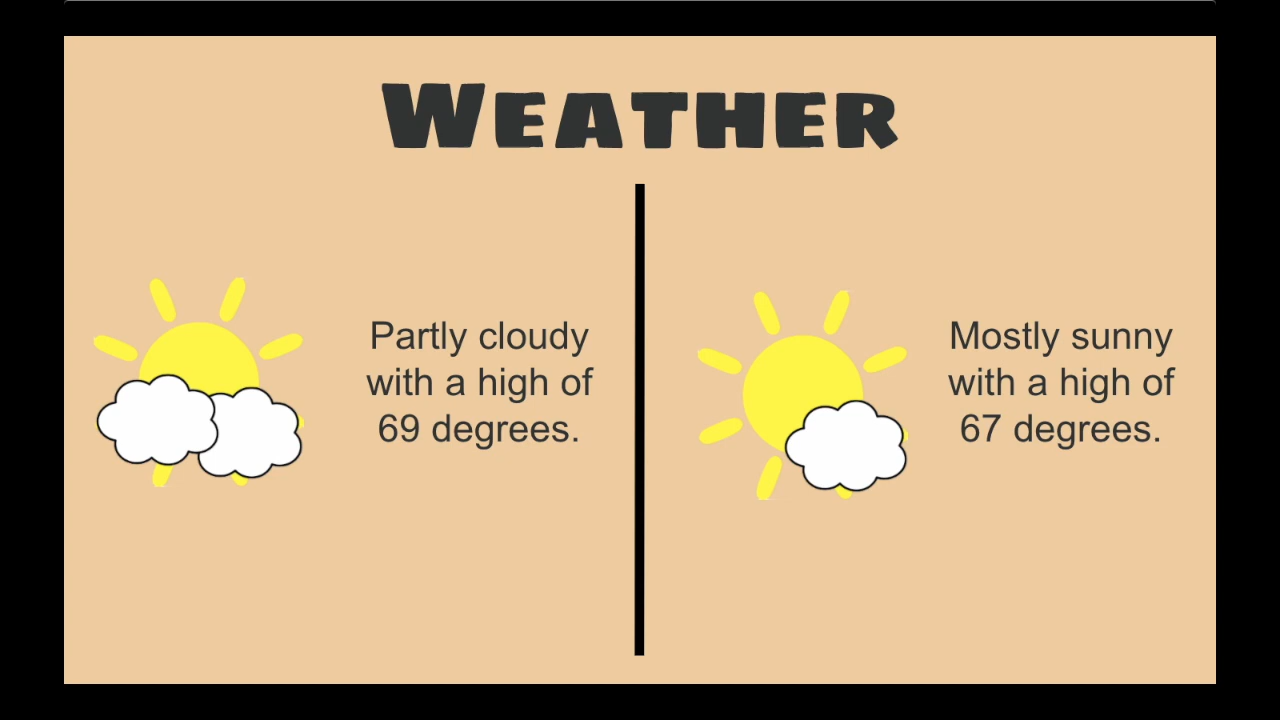 Weather
Partly cloudy
with a high of
69 degrees.
Mostly sunny
with a high of
67 degrees.